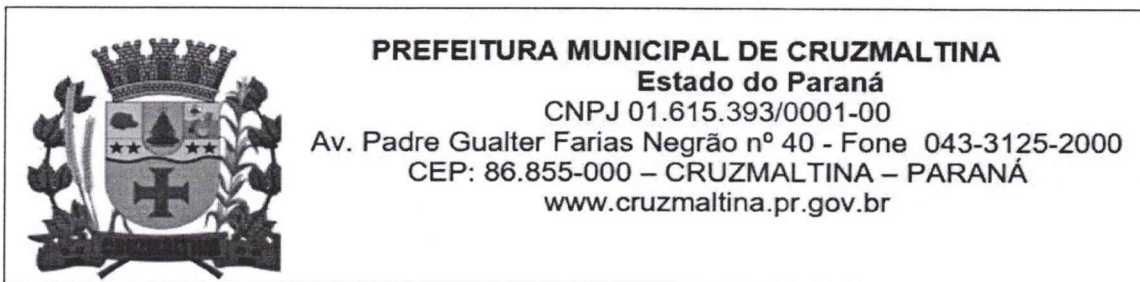 PREFEITURA MUNICIPAL DE CRUZMALTINA
Estado do Paraná
CNPJ 01.615.393/0001-00
Av. Padre Gualter Farias Negrão nº 40 - Fone 043-3125-2000
CEP: 86.855-000 – CRUZMALTINA – PARANÁ
www.cruzmaltina.pr.gov.br
CRUZMALTINA